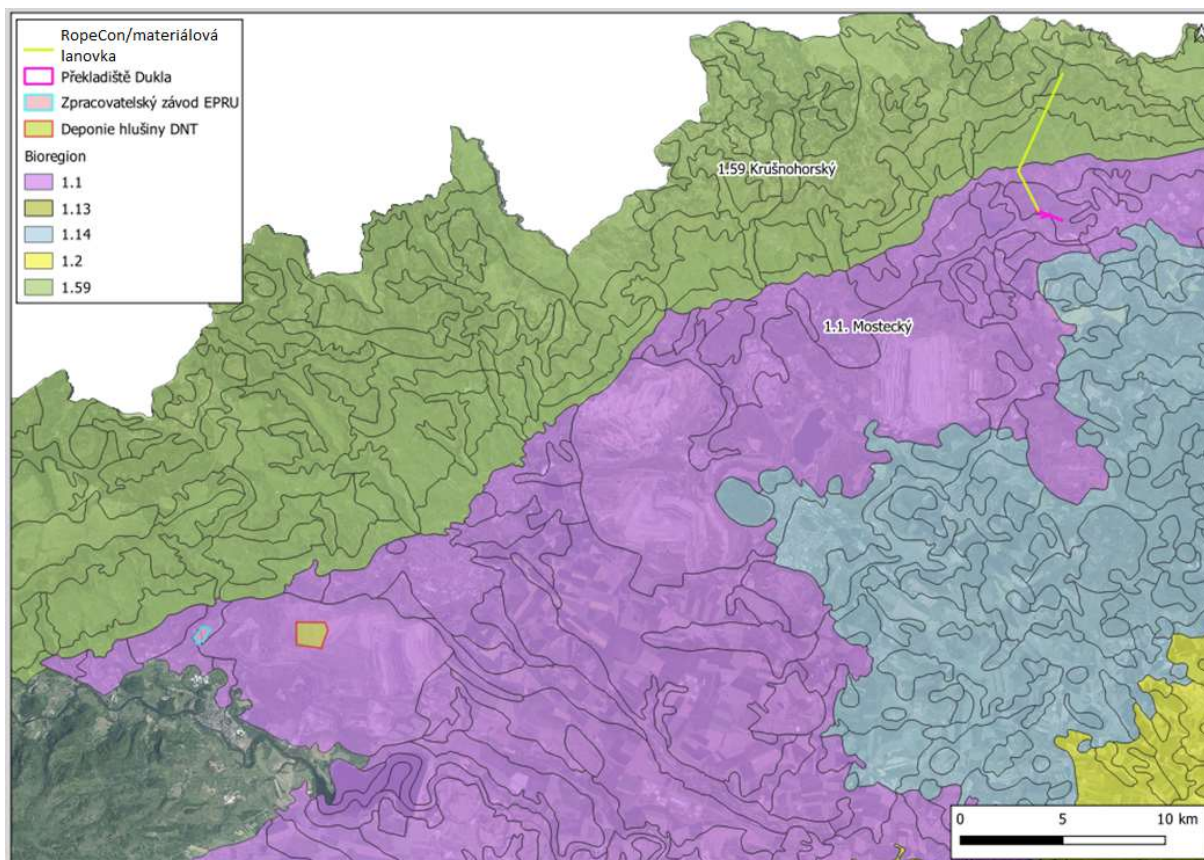 RopeCon/materiálová
lanovka
Překladiště Dukla
Zpracovatelský závod EPRU
Deponie hlušiny DNT
Bioregion
1.1
1.13
1.14
1.2
1.59
1.59 Krušnohorský
1.1. Mostecký
0 5 10 km